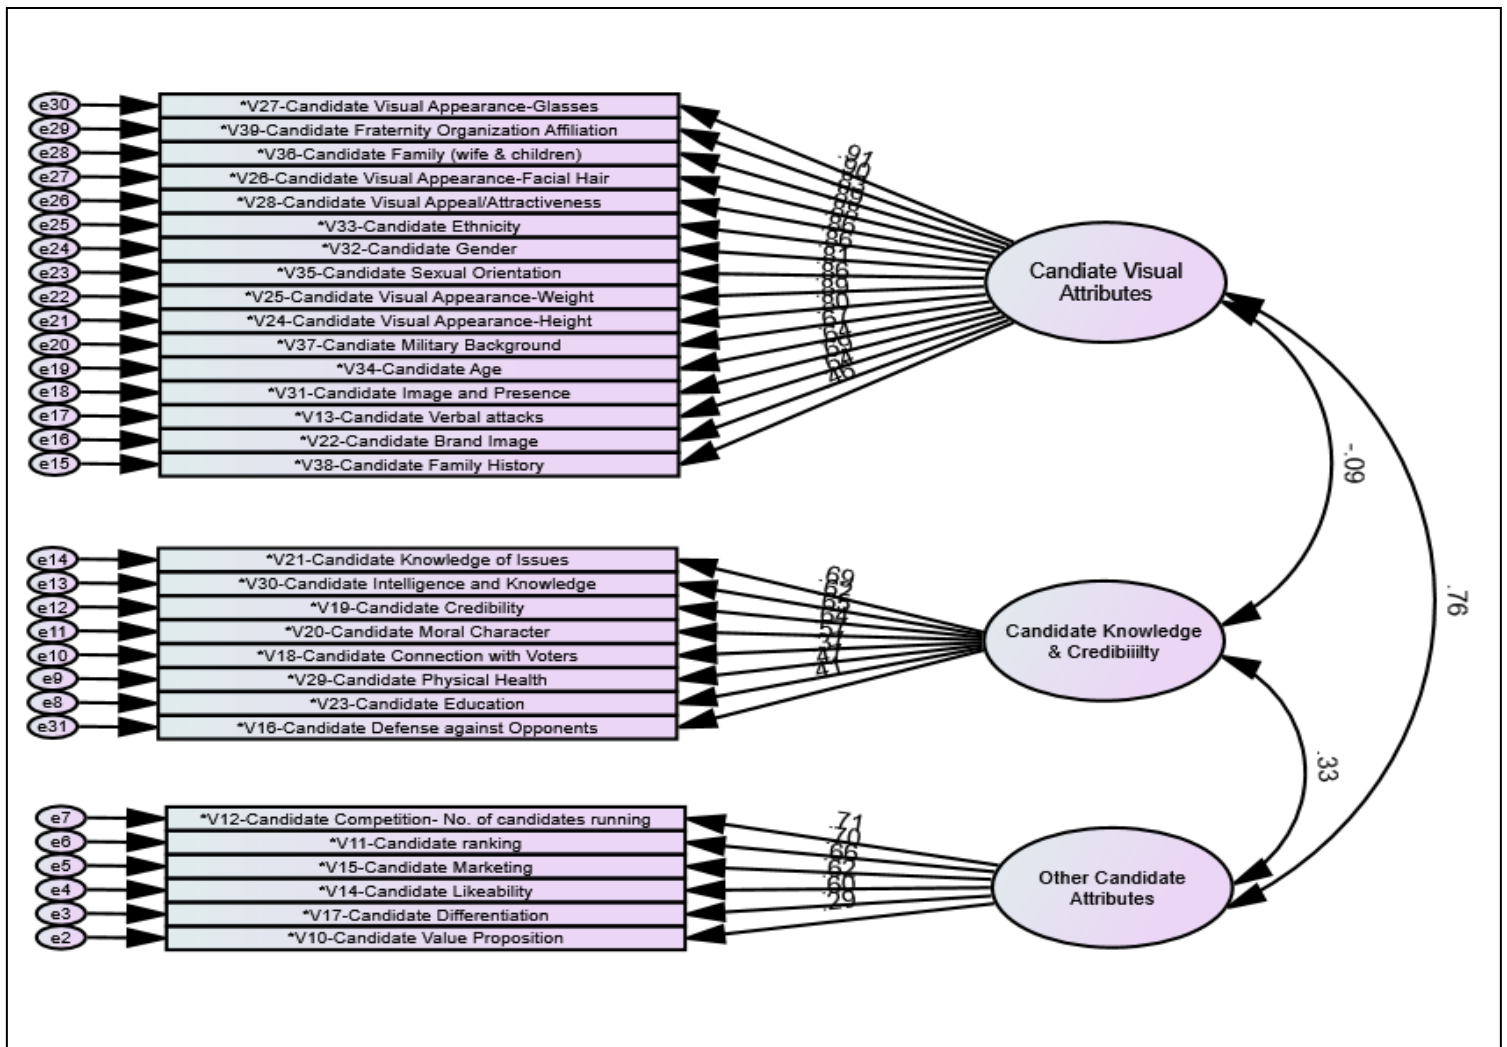 e30
*V27-Candidate Visual Appearance-Glasses
e29
*V39-Candidate Fraternity Organization Affiliation
e28
*V36-Candidate Family (wife & children)
e27
*V26-Candidate Visual Appearance-Facial Hair
e26
*V28-Candidate Visual Appeal/Attractiveness
e25
*V33-Candidate Ethnicity
e24
*V32-Candidate Gender
e23
*V35-Candidate Sexual Orientation
e22
*V25-Candidate Visual Appearance-Weight
e21
*V24-Candidate Visual Appearance-Height
e20
*V37-Candiate Military Background
e19
*V34-Candidate Age
e18
*V31-Candidate Image and Presence
e17
*V13-Candidate Verbal attacks
e16
*V22-Candidate Brand Image
e15
*V38-Candidate Family History
.91
Candiate Visual
Attributes
-.09
.76
e14
*V21-Candidate Knowledge of Issues
e13
*V30-Candidate Intelligence and Knowledge
e12
*V19-Candidate Credibility
e11
*V20-Candidate Moral Character
e10
*V18-Candidate Connection with Voters
e9
*V29-Candidate Physical Health
e8
*V23-Candidate Education
e31
*V16-Candidate Defense against Opponents
.69
.62
.41
Candidate Knowledge
& Credibiiilty
.33
e7
*V12-Candidate Competition- No. of candidates running
e6
*V11-Candidate ranking
e5
*V15-Candidate Marketing
e4
*V14-Candidate Likeability
e3
*V17-Candidate Differentiation
e2
*V10-Candidate Value Proposition
.71
.70
.66
.62
.60
.29
Other Candidate
Attributes